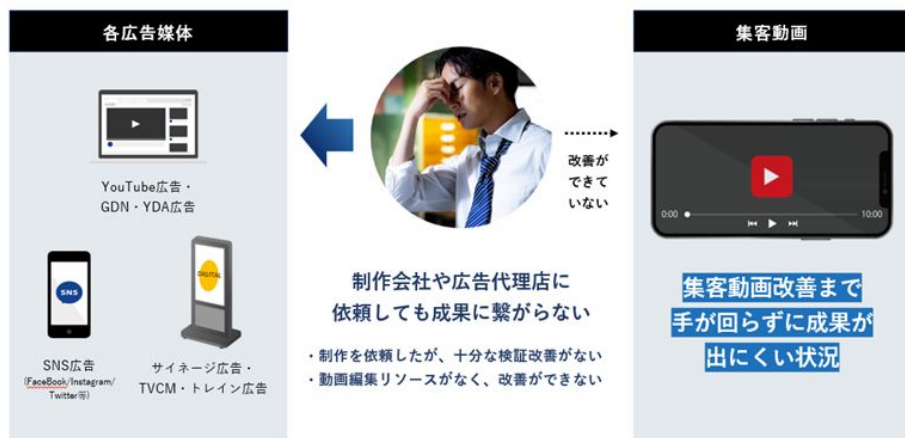 各広告媒体
YouTube広告・
GDN・YDA広告
SNS
SNS広告
(FaceBook/Instagram/
Twitter等)
DIGITAL
サイネージ広告・
TVCM・トレイン広告
改善が
できて
いない
制作会社や広告代理店に
依頼しても成果に繋がらない
・制作を依頼したが、十分な検証改善がない
・動画編集リソースがなく、改善ができない
集客動画
0:00
10:00
集客動画改善まで
手が回らずに成果が
出にくい状況